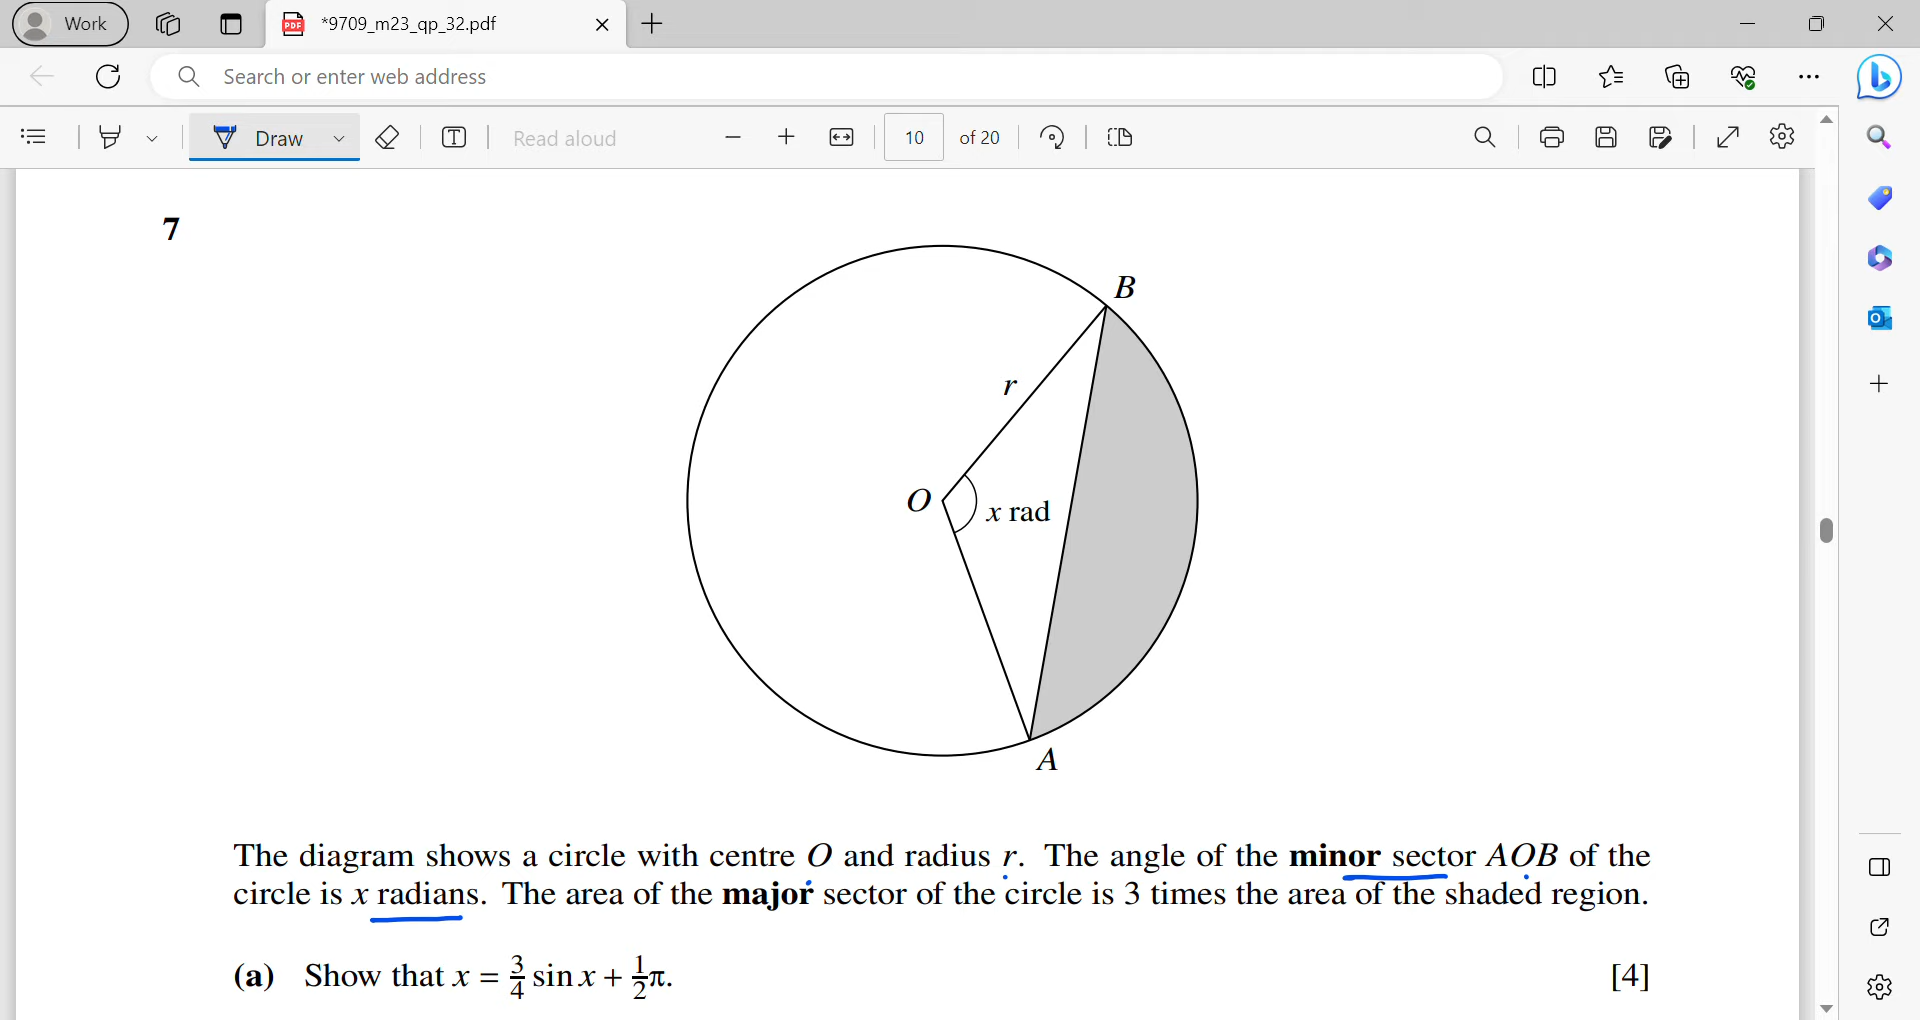 Work
*9709_m23_qp_32.pdf
Search or enter web address
Draw
Read aloud
10 of 20
7
B
r
O
x rad
A
The diagram shows a circle with centre O and radius r. The angle of the minor sector AOB of the
circle is x radians. The area of the major sector of the circle is 3 times the area of the shaded region.
(a) Show that x = 3/4 sin x + 1/2 π. [4]